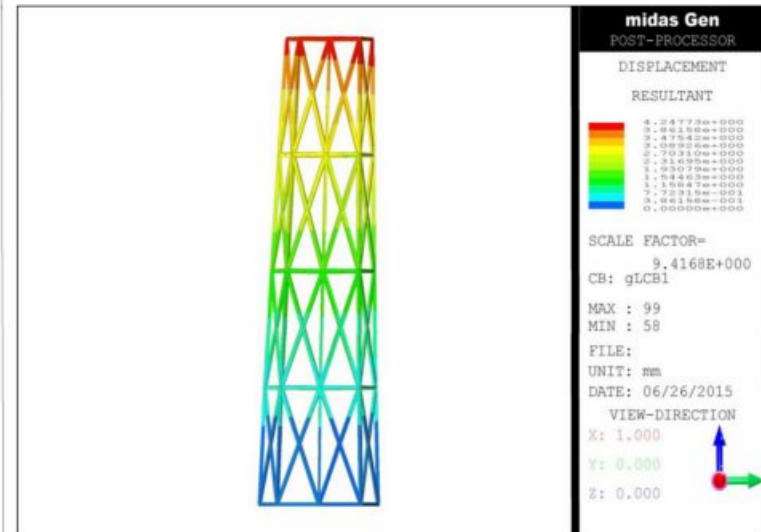 midas Gen
POST-PROCESSOR
DISPLACEMENT
RESULTANT
4.24773e+000
3.86158e+000
3.47542e+000
3.08926e+000
2.70310e+000
2.31695e+000
1.93079e+000
1.54463e+000
1.15847e+000
7.72315e-001
3.86158e-001
0.00000e+000
SCALE FACTOR=
9.4168E+000
CB: gLCB1
MAX : 99
MIN : 58
FILE:
UNIT: mm
DATE: 06/26/2015
VIEW-DIRECTION
X: 1.000
Y: 0.000
Z: 0.000